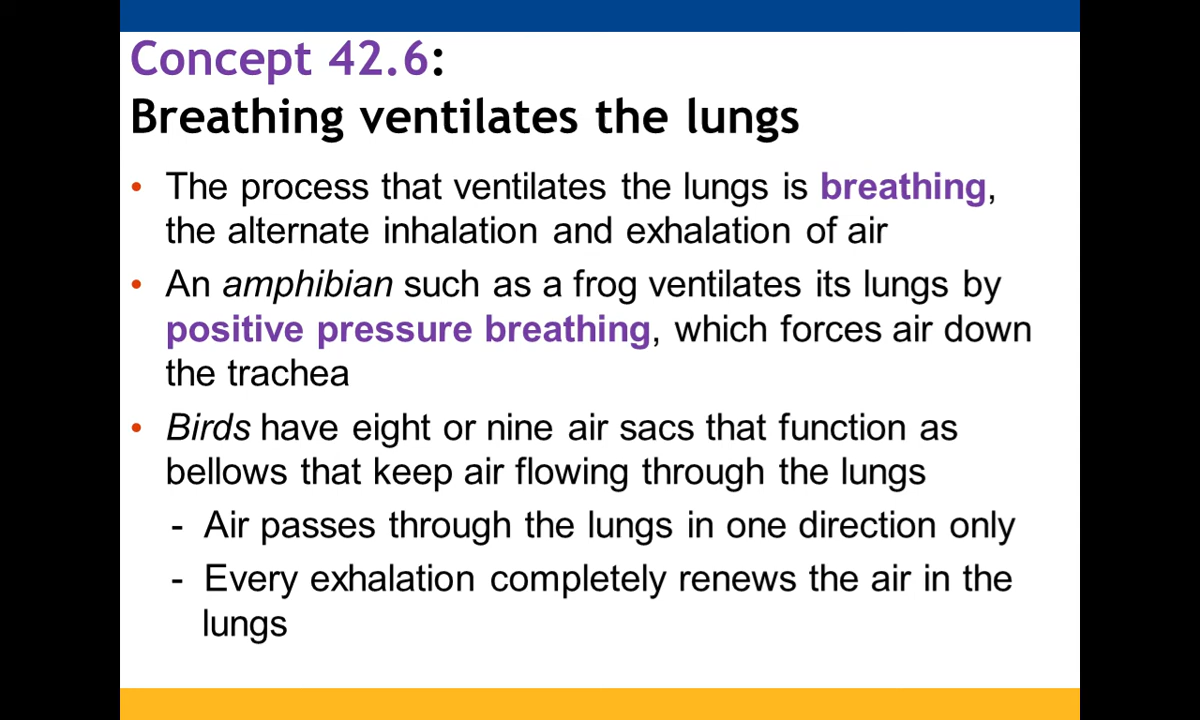 Concept 42.6:
Breathing ventilates the lungs
• The process that ventilates the lungs is breathing,
the alternate inhalation and exhalation of air
• An amphibian such as a frog ventilates its lungs by
positive pressure breathing, which forces air down
the trachea
• Birds have eight or nine air sacs that function as
bellows that keep air flowing through the lungs
- Air passes through the lungs in one direction only
- Every exhalation completely renews the air in the
lungs